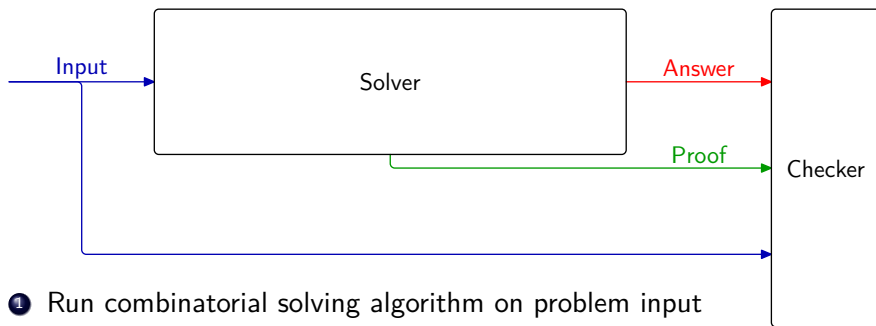 Input
Solver
Answer
Proof
Checker
1 Run combinatorial solving algorithm on problem input